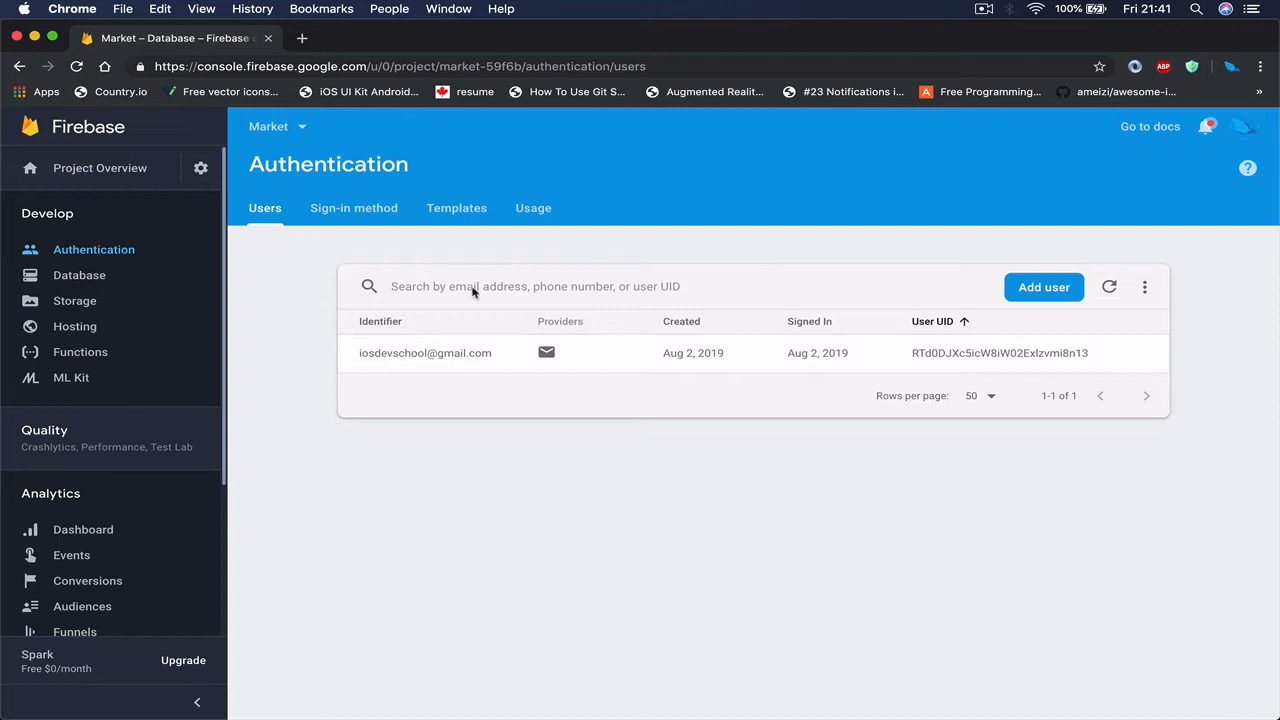 Chrome File Edit View History Bookmarks People Window Help 100% Fri 21:41
Market – Database – Firebase
https://console.firebase.google.com/u/0/project/market-59f6b/authentication/users
Apps Country.io Free vector icons... iOS UI Kit Android... resume How To Use Git S... Augmented Realit... #23 Notifications i... Free Programming... ameizi/awesome-i... »
Firebase
Market
Go to docs
Project Overview
Authentication
Users Sign-in method Templates Usage
Develop
Authentication
Database
Storage
Hosting
Functions
ML Kit
Quality
Crashlytics, Performance, Test Lab
Analytics
Dashboard
Events
Conversions
Audiences
Funnels
Spark
Free $0/month
Upgrade
Search by email address, phone number, or user UID
Add user
Identifier Providers Created Signed In User UID
iosdevschool@gmail.com Aug 2, 2019 Aug 2, 2019 RTd0DJXc5icW8iW02ExIzvmi8n13
Rows per page: 50 1-1 of 1